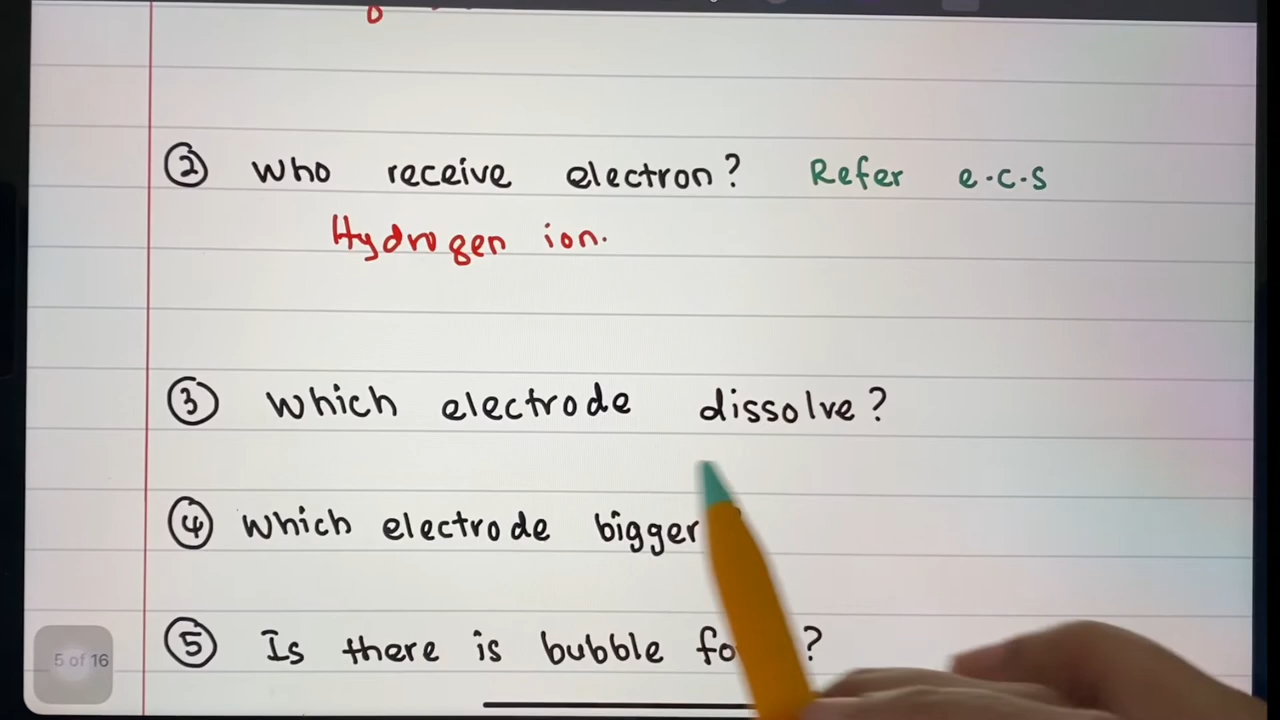 ② who receive electron? Refer e.c.s
Hydrogen ion.
③ which electrode dissolve?
④ which electrode bigger
⑤ Is there is bubble fo ?
5 of 16